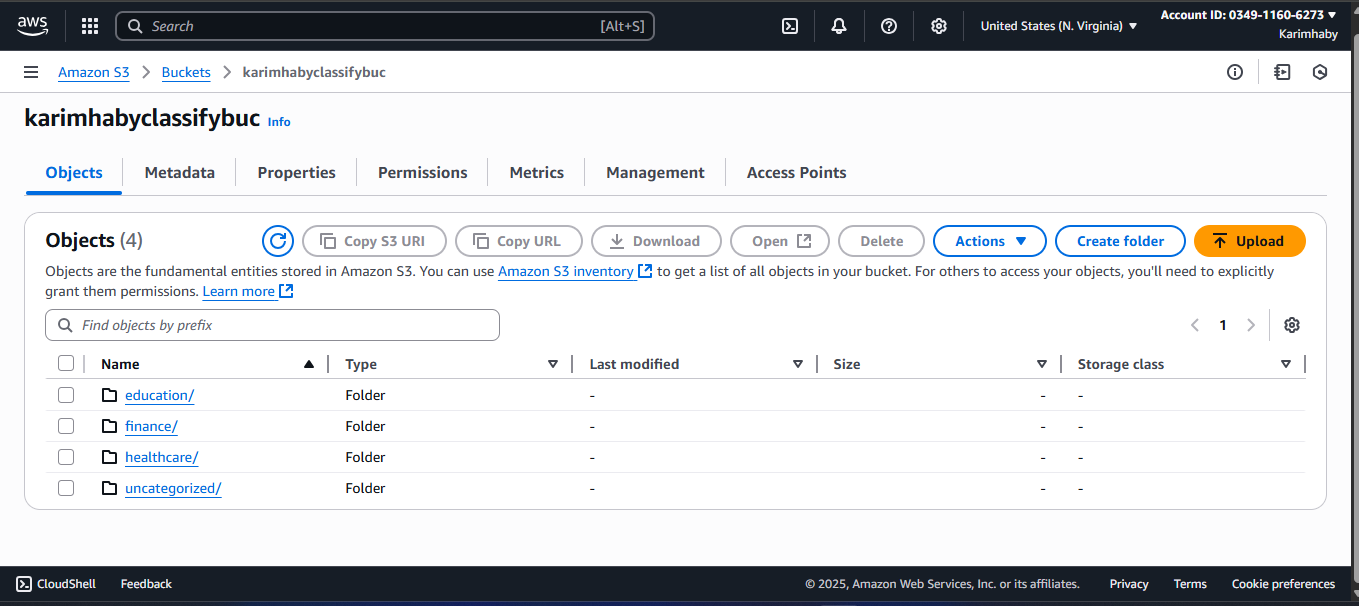 aws Search [Alt+S] United States (N. Virginia) Account ID: 0349-1160-6273
Karimhaby
Amazon S3 Buckets karimhabyclassifybuc
karimhabyclassifybuc Info
Objects Metadata Properties Permissions Metrics Management Access Points
Objects (4) Copy S3 URI Copy URL Download Open Delete Actions Create folder Upload
Objects are the fundamental entities stored in Amazon S3. You can use Amazon S3 inventory to get a list of all objects in your bucket. For others to access your objects, you'll need to explicitly
grant them permissions. Learn more
Find objects by prefix 1
Name Type Last modified Size Storage class
education/ Folder - - -
finance/ Folder - - -
healthcare/ Folder - - -
uncategorized/ Folder - - -
CloudShell Feedback © 2025, Amazon Web Services, Inc. or its affiliates. Privacy Terms Cookie preferences